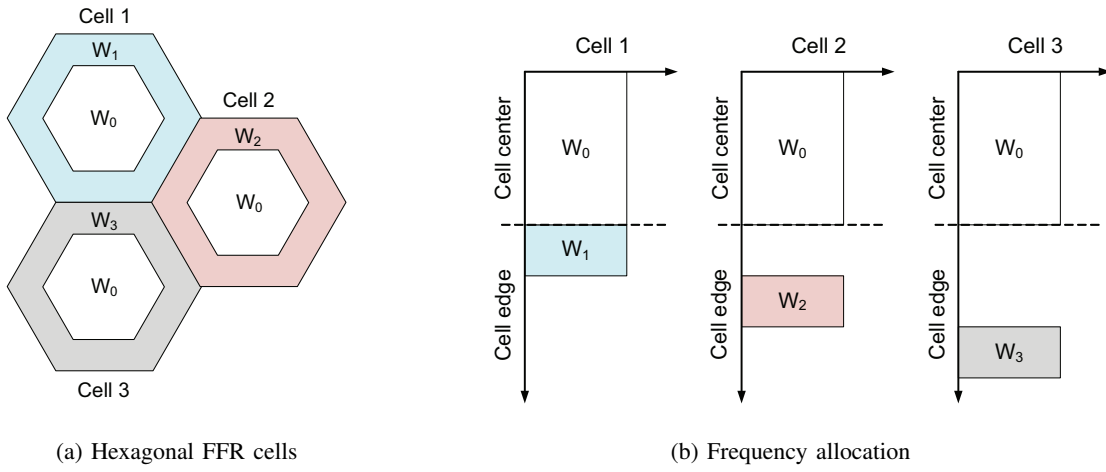 Cell 1
W₁
W₀
Cell 2
W₂
W₀
W₃
W₀
Cell 3
(a) Hexagonal FFR cells
Cell 1
Cell 2
Cell 3
Cell center
W₀
Cell center
W₀
Cell center
W₀
Cell edge
W₁
Cell edge
W₂
Cell edge
W₃
(b) Frequency allocation